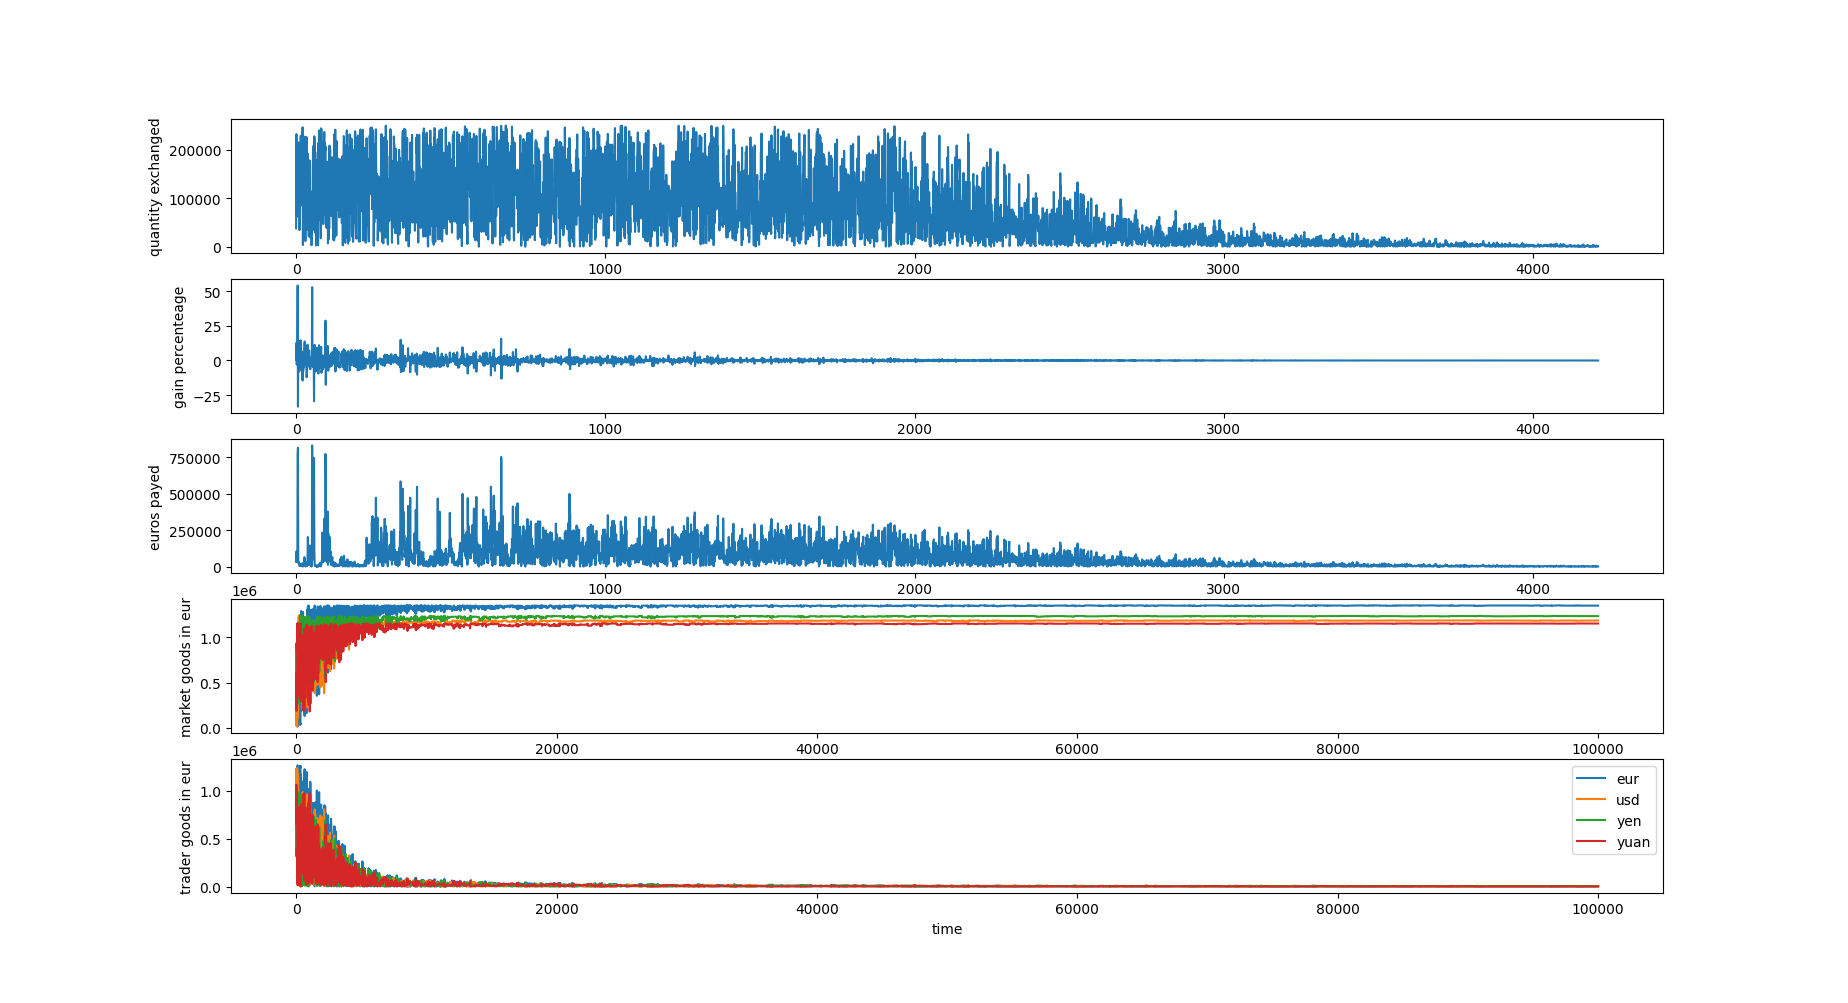 quantity exchanged
200000
100000
0
0 1000 2000 3000 4000
gain percenteage
50
25
0
−25
0 1000 2000 3000 4000
euros payed
750000
500000
250000
0
0 1000 2000 3000 4000
1e6
market goods in eur
1.0
0.5
0.0
0 20000 40000 60000 80000 100000
1e6
trader goods in eur
1.0
0.5
0.0
eur
usd
yen
yuan
0 20000 40000 60000 80000 100000
time